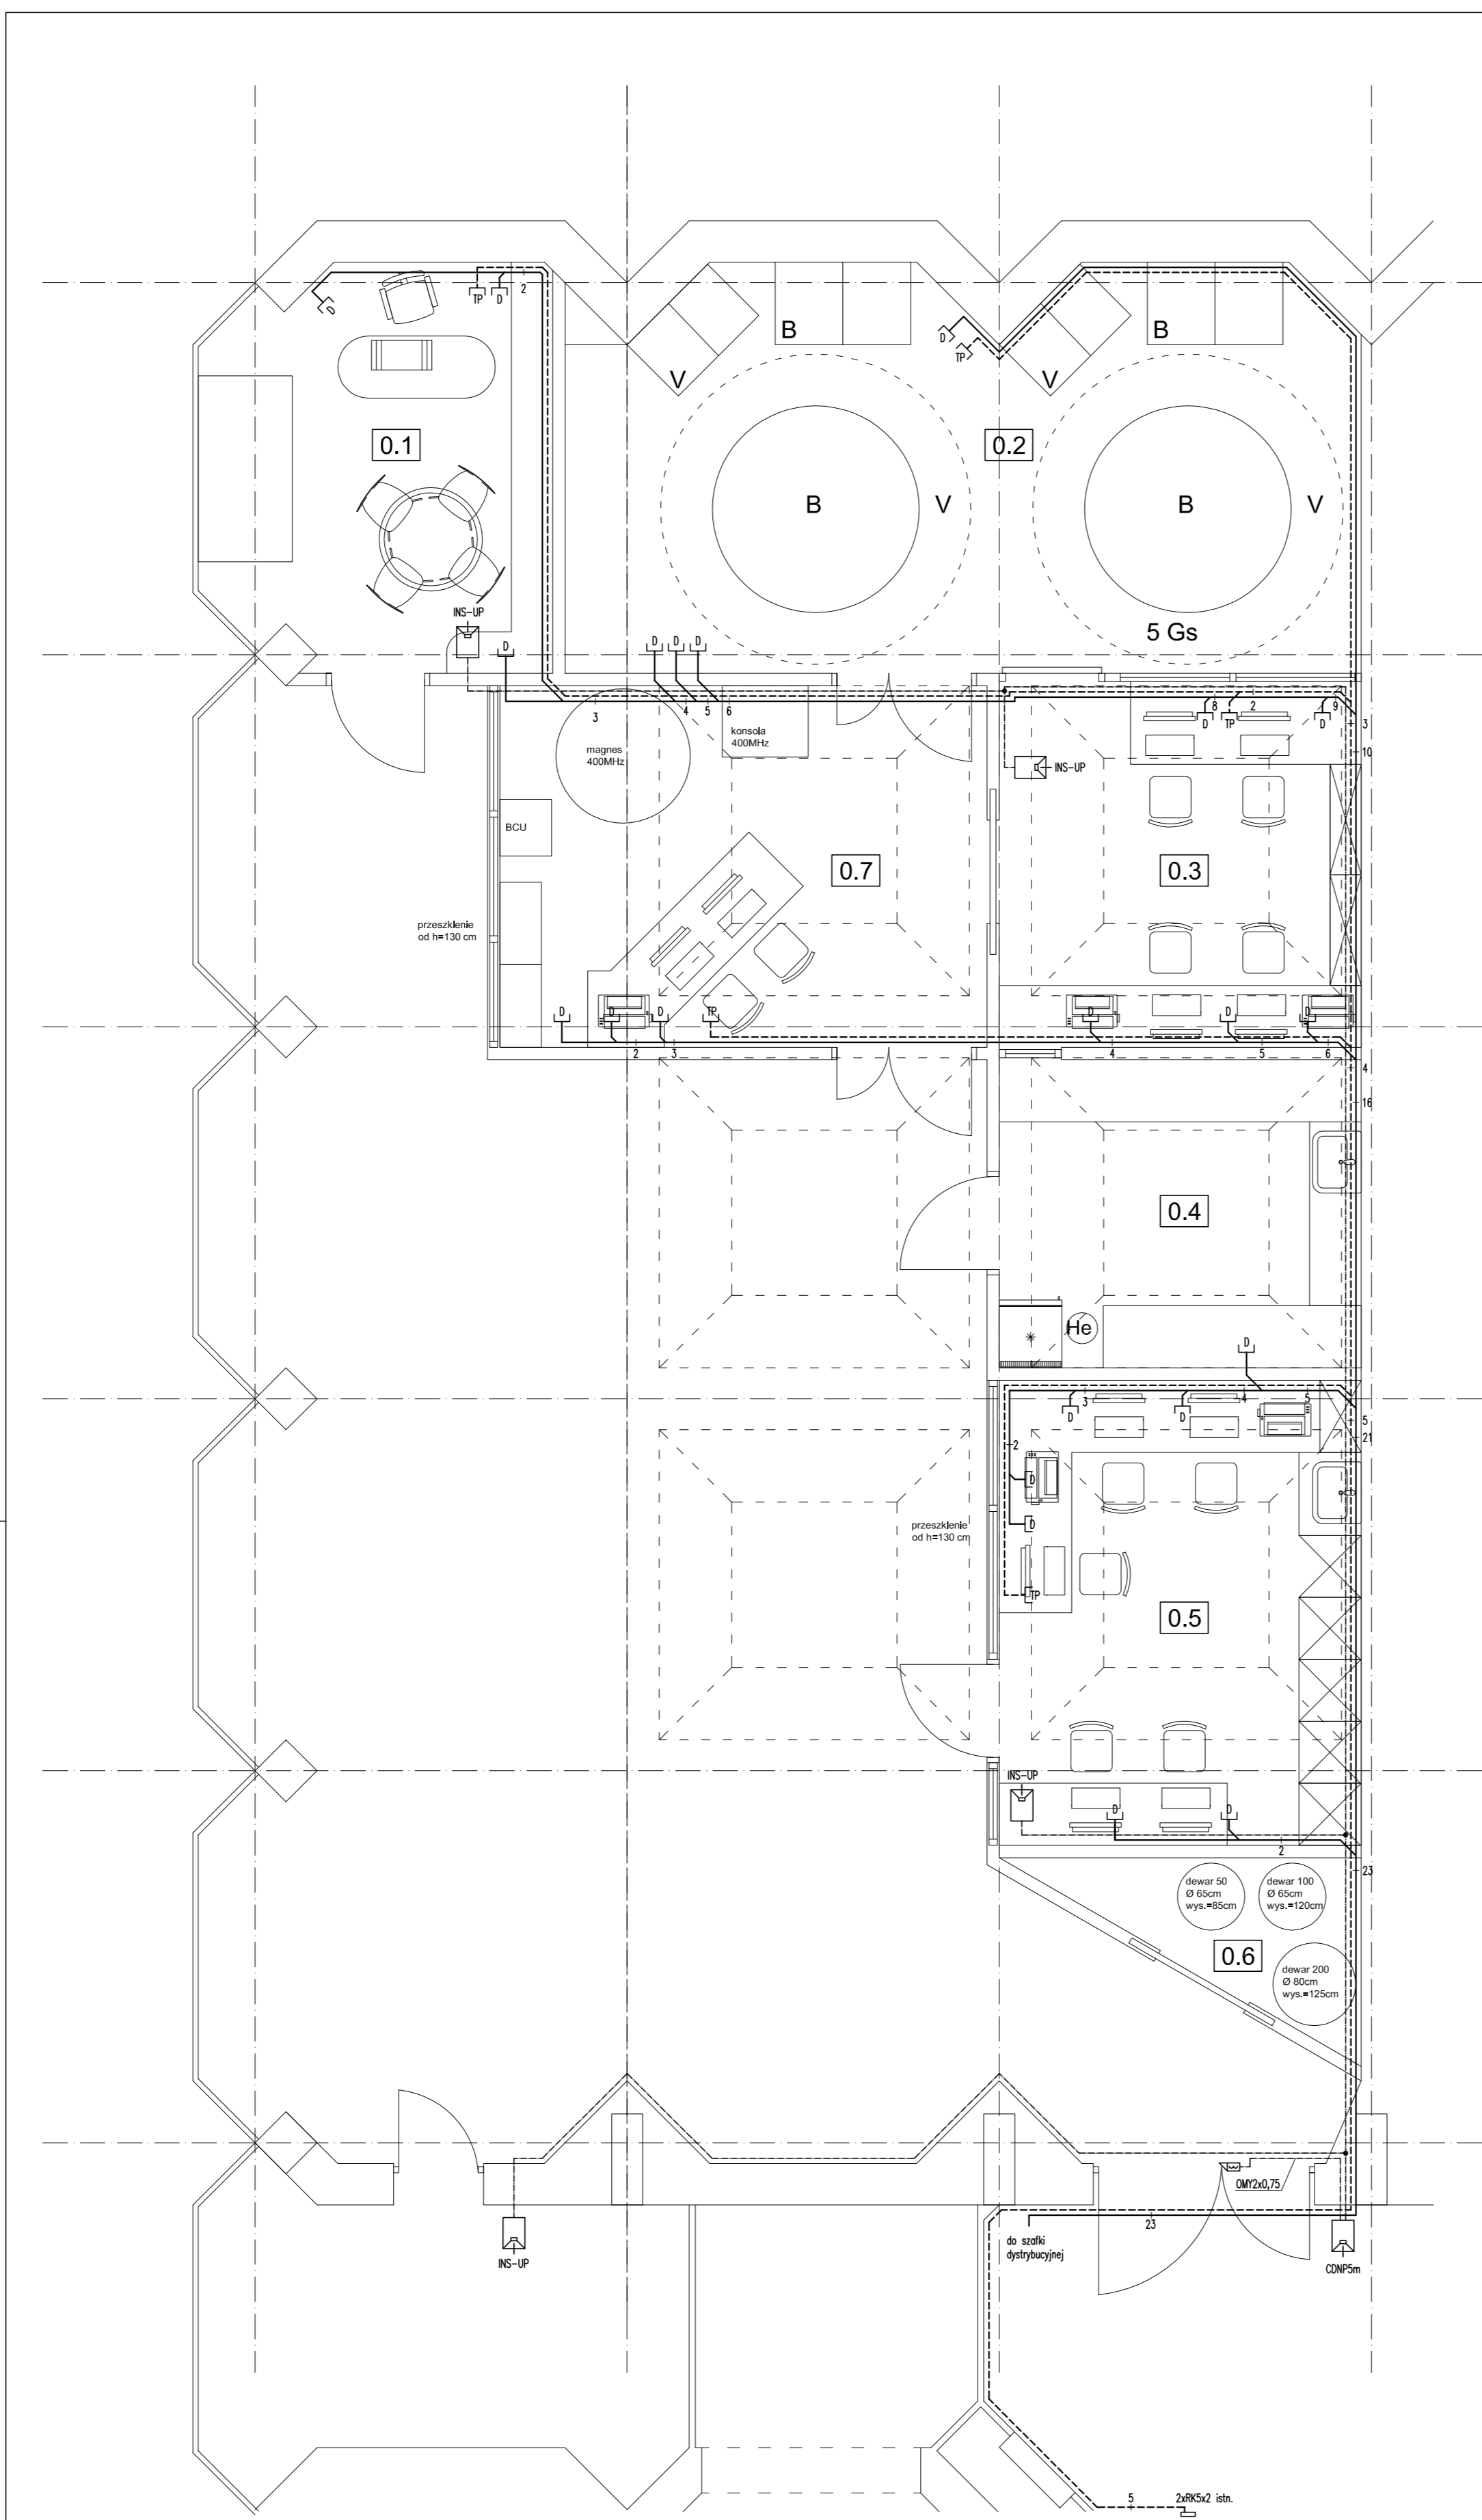 D
TP
D
2
B
V
D
TP
B
V
0.1
0.2
B
V
B
V
5 Gs
INS-UP
D
D
D
D
3
4
5
6
8
2
9
D
TP
D
3
10
magnes
400MHz
konsola
400MHz
INS-UP
BCU
0.7
0.3
przeszklenie
od h=130 cm
D
D
D
TP
D
D
D
2
3
4
5
6
4
16
0.4
He
D
3
4
5
D
D
5
21
2
D
D
TP
przeszklenie
od h=130 cm
0.5
INS-UP
D
D
2
23
dewar 50
Ø 65cm
wys.=85cm
dewar 100
Ø 65cm
wys.=120cm
0.6
dewar 200
Ø 80cm
wys.=125cm
OMY2x0,75
23
do szafki
dystrybucyjnej
INS-UP
CDNP5m
5
2xRK5x2 istn.